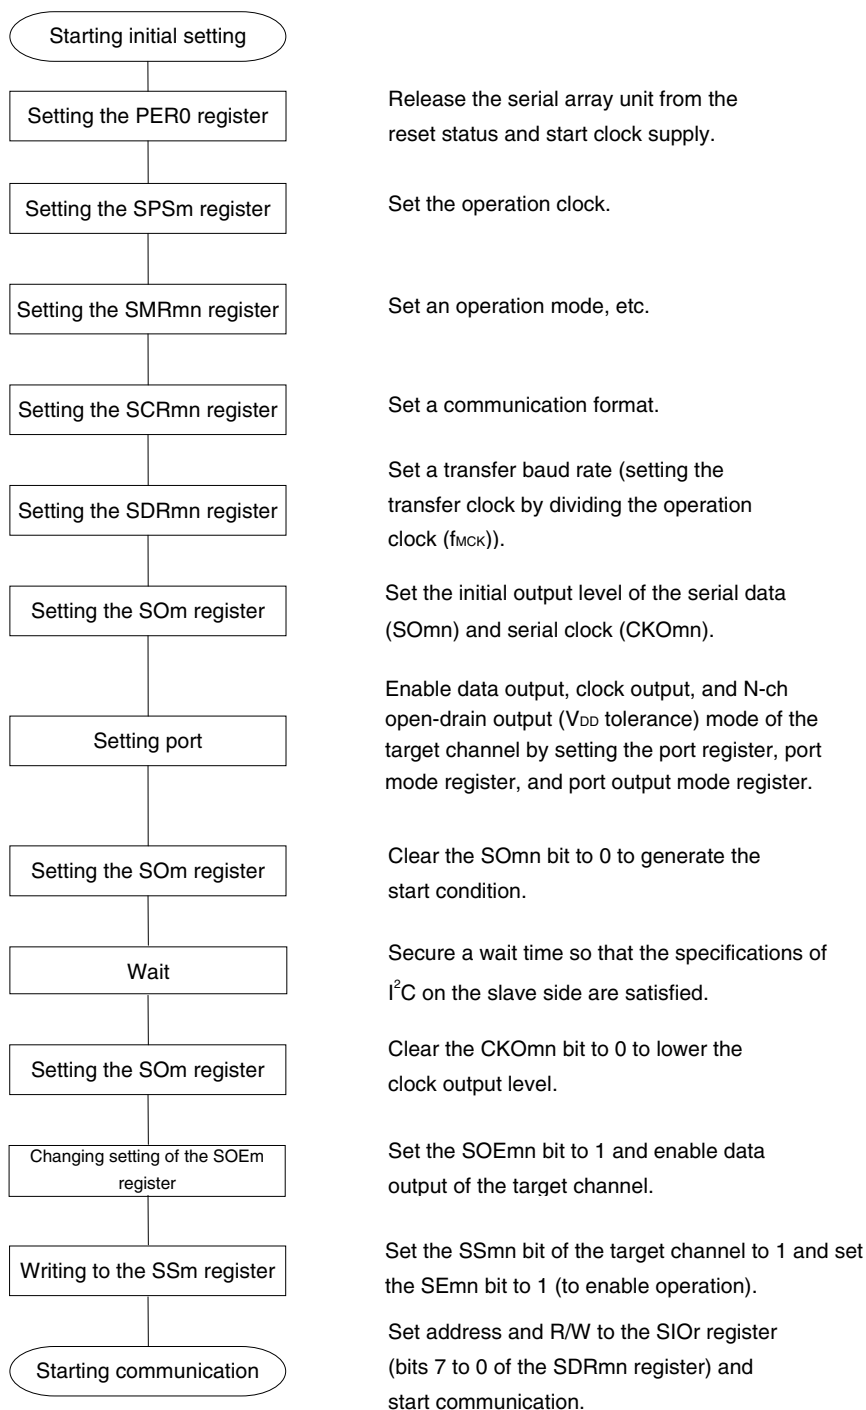 Starting initial setting
Setting the PER0 register
Release the serial array unit from the
reset status and start clock supply.
Setting the SPSm register
Set the operation clock.
Setting the SMRmn register
Set an operation mode, etc.
Setting the SCRmn register
Set a communication format.
Setting the SDRmn register
Set a transfer baud rate (setting the
transfer clock by dividing the operation
clock (fMCK)).
Setting the SOm register
Set the initial output level of the serial data
(SOmn) and serial clock (CKOmn).
Setting port
Enable data output, clock output, and N-ch
open-drain output (VDD tolerance) mode of the
target channel by setting the port register, port
mode register, and port output mode register.
Setting the SOm register
Clear the SOmn bit to 0 to generate the
start condition.
Wait
Secure a wait time so that the specifications of
I²C on the slave side are satisfied.
Setting the SOm register
Clear the CKOmn bit to 0 to lower the
clock output level.
Changing setting of the SOEm
register
Set the SOEmn bit to 1 and enable data
output of the target channel.
Writing to the SSm register
Set the SSmn bit of the target channel to 1 and set
the SEmn bit to 1 (to enable operation).
Starting communication
Set address and R/W to the SIOr register
(bits 7 to 0 of the SDRmn register) and
start communication.